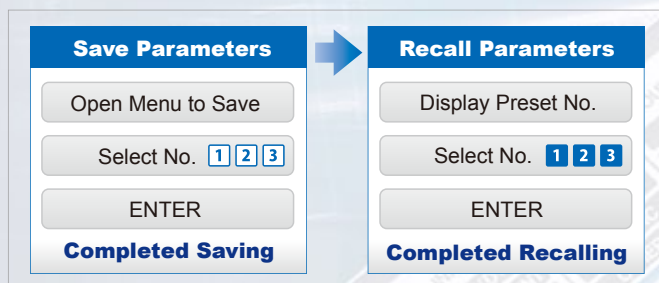 Save Parameters
Open Menu to Save
Select No. 1 2 3
ENTER
Completed Saving
Recall Parameters
Display Preset No.
Select No. 1 2 3
ENTER
Completed Recalling